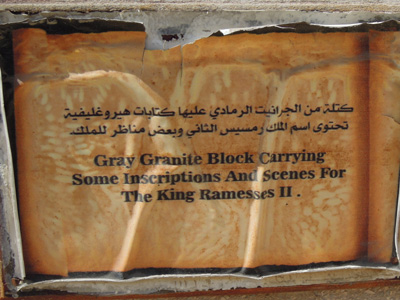 كتلة من الجرانيت الرمادي عليها كتابات هيروغليفية
تحتوى اسم الملك رمسيس الثاني وبعض مناظر للملك.
Gray Granite Block Carrying
Some Inscriptions And Scenes For
The King Ramesses II .